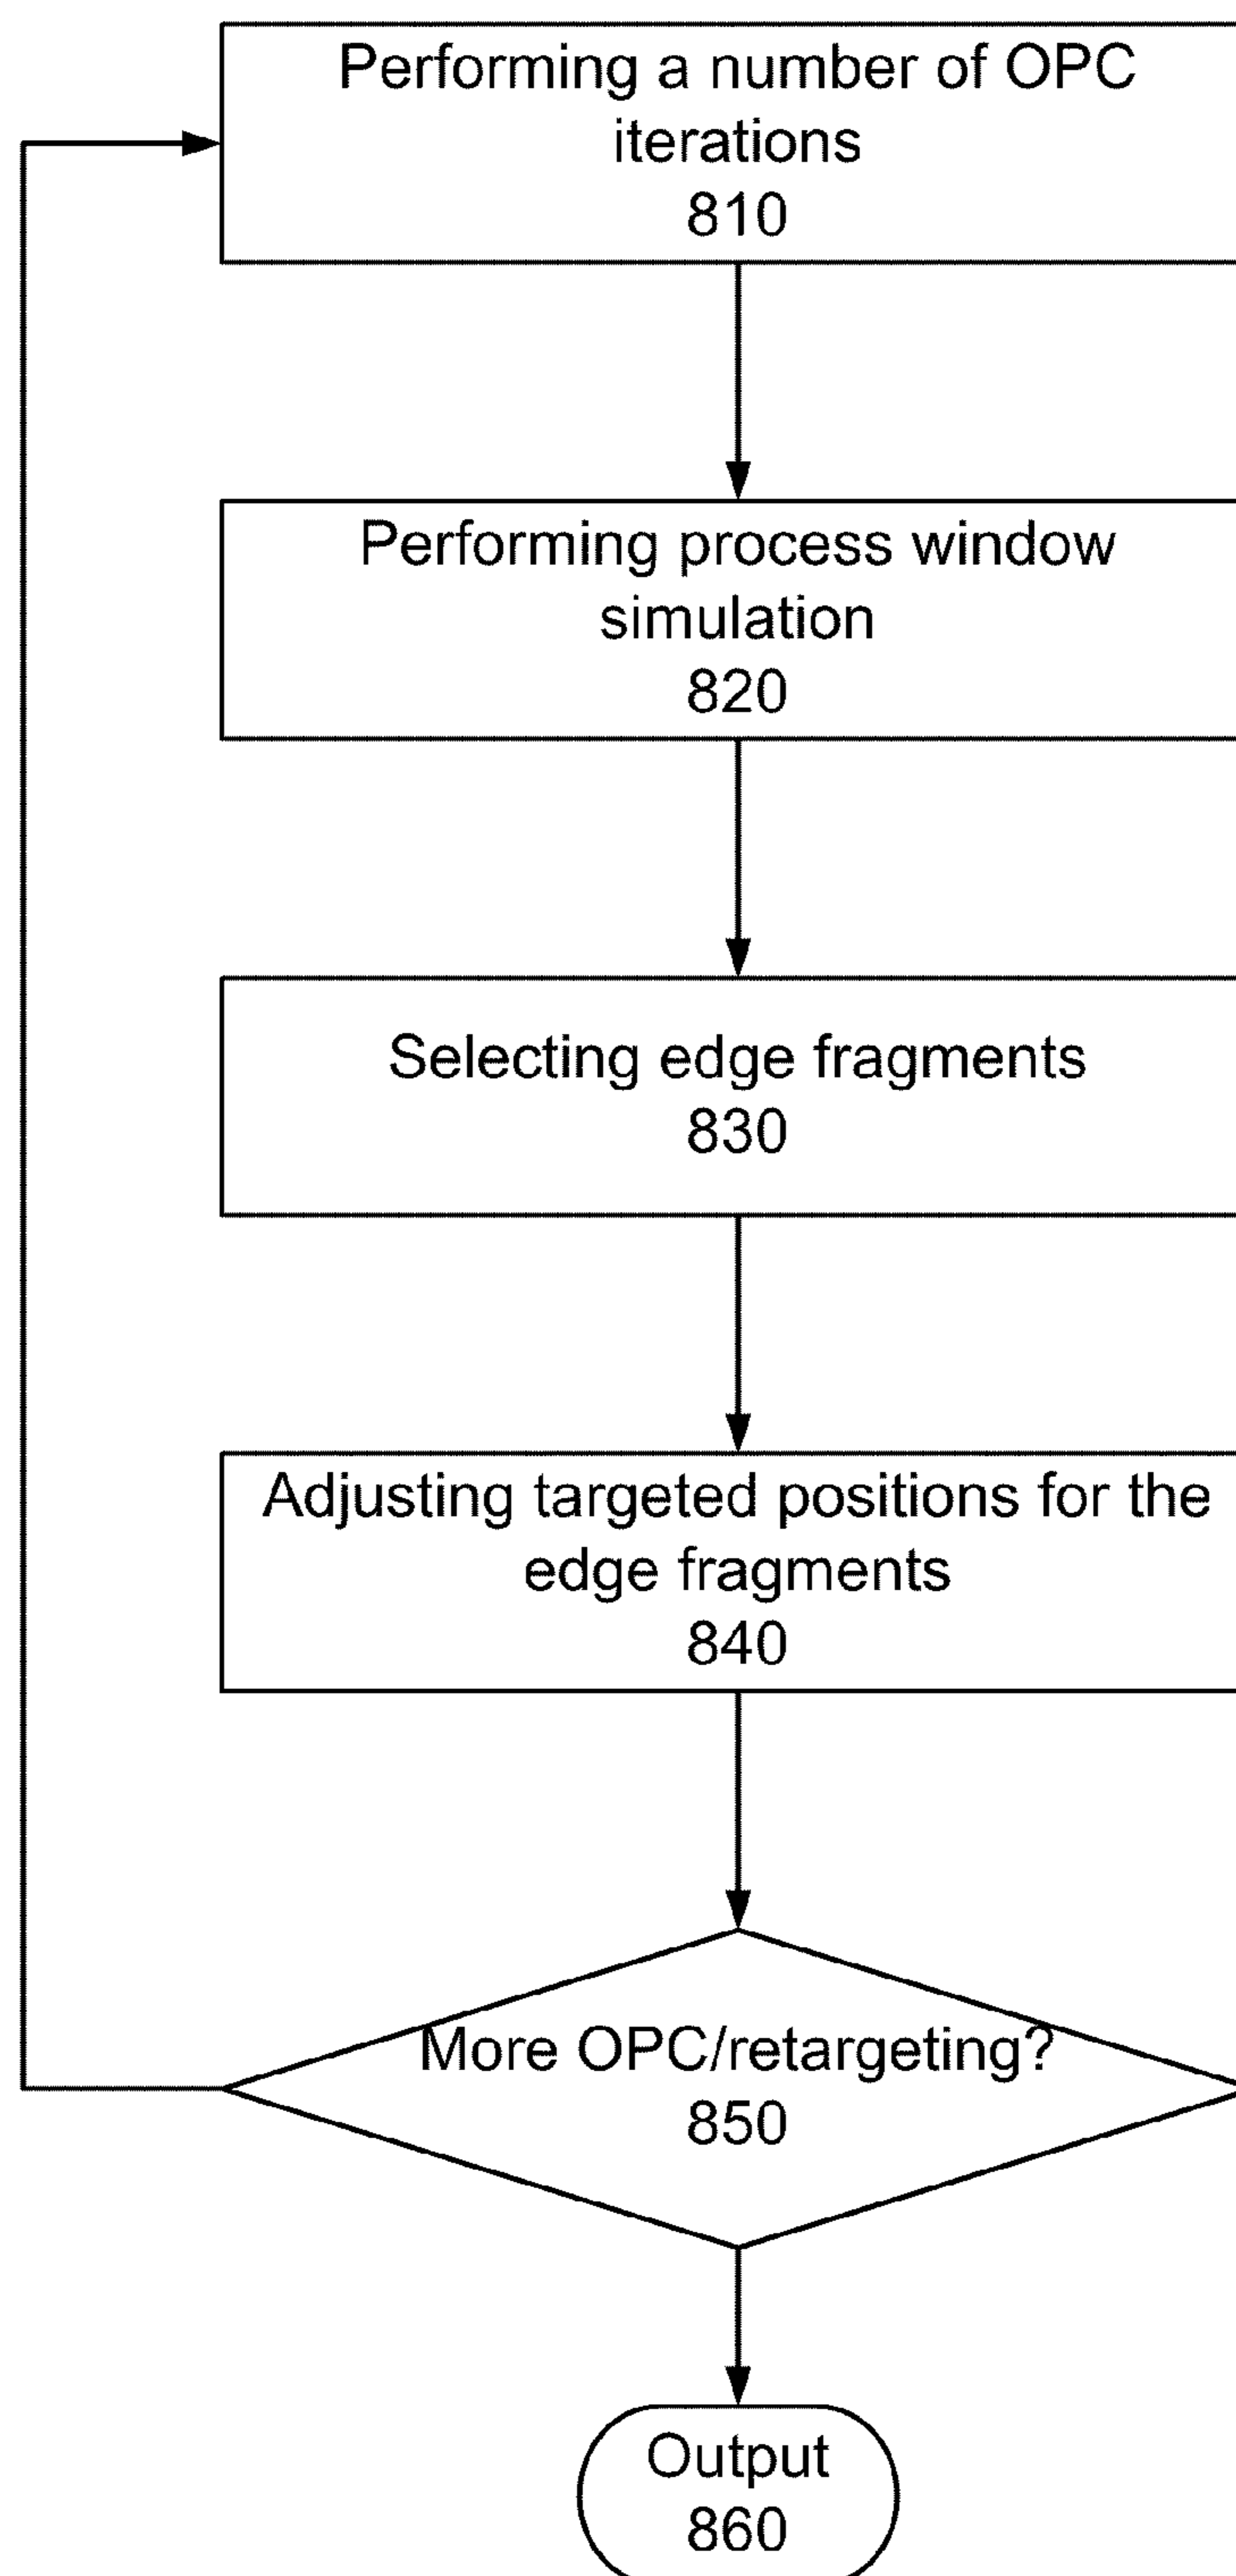 Performing a number of OPC
iterations
810
Performing process window
simulation
820
Selecting edge fragments
830
Adjusting targeted positions for the
edge fragments
840
More OPC/retargeting?
850
Output
860